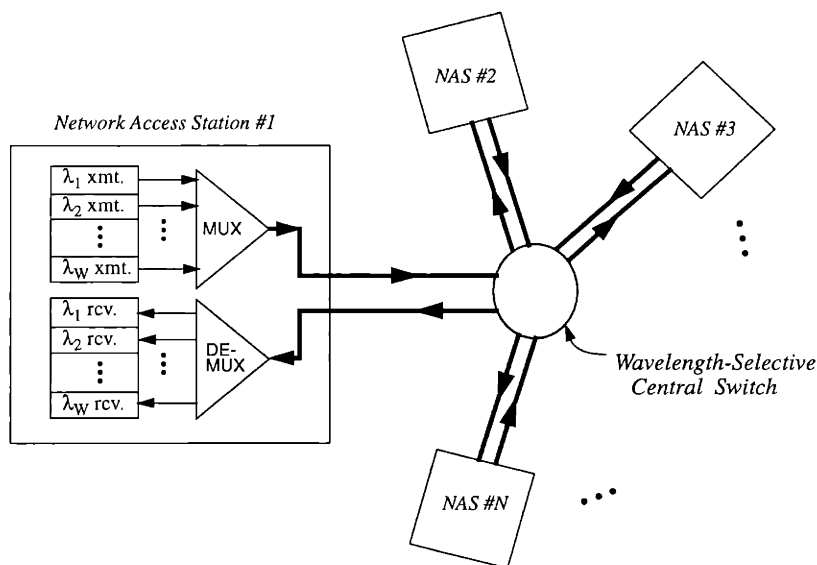 Network Access Station #1
λ1 xmt.
λ2 xmt.
λW xmt.
MUX
λ1 rcv.
λ2 rcv.
λW rcv.
DE-
MUX
NAS #2
NAS #3
Wavelength-Selective
Central Switch
NAS #N